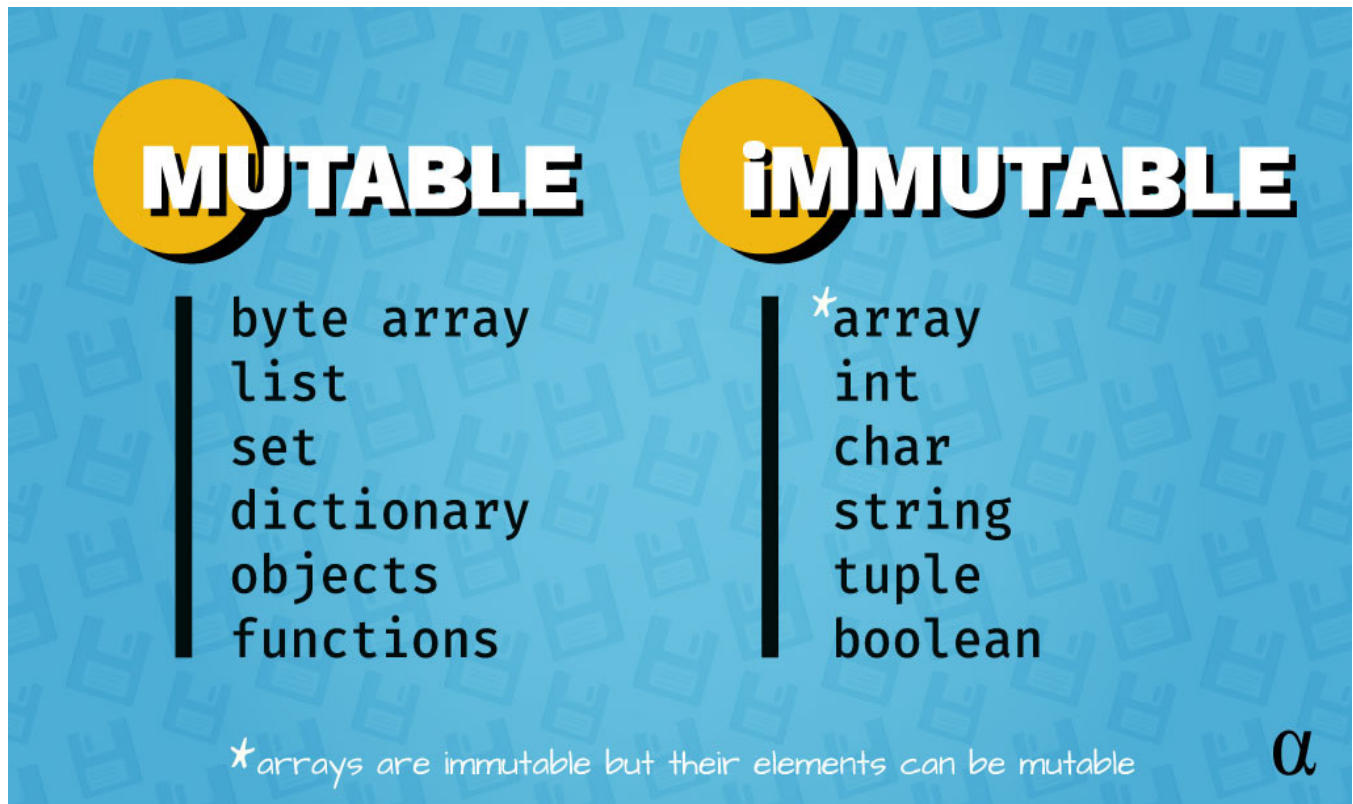 MUTABLE
byte array
list
set
dictionary
objects
functions
iMMUTABLE
*array
int
char
string
tuple
boolean
*arrays are immutable but their elements can be mutable
α